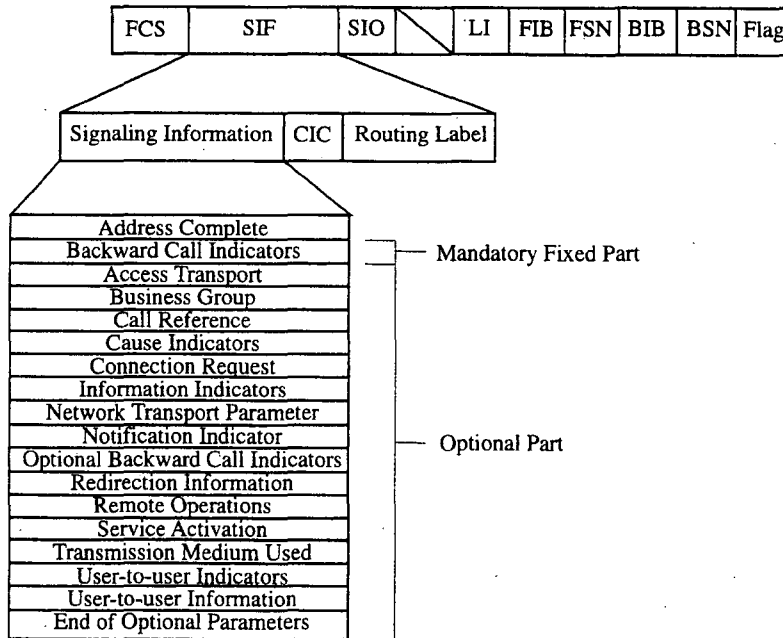 FCS SIF SIO LI FIB FSN BIB BSN Flag
Signaling Information CIC Routing Label
Address Complete
Backward Call Indicators
Mandatory Fixed Part
Access Transport
Business Group
Call Reference
Cause Indicators
Connection Request
Information Indicators
Network Transport Parameter
Notification Indicator
Optional Part
Optional Backward Call Indicators
Redirection Information
Remote Operations
Service Activation
Transmission Medium Used
User-to-user Indicators
User-to-user Information
End of Optional Parameters